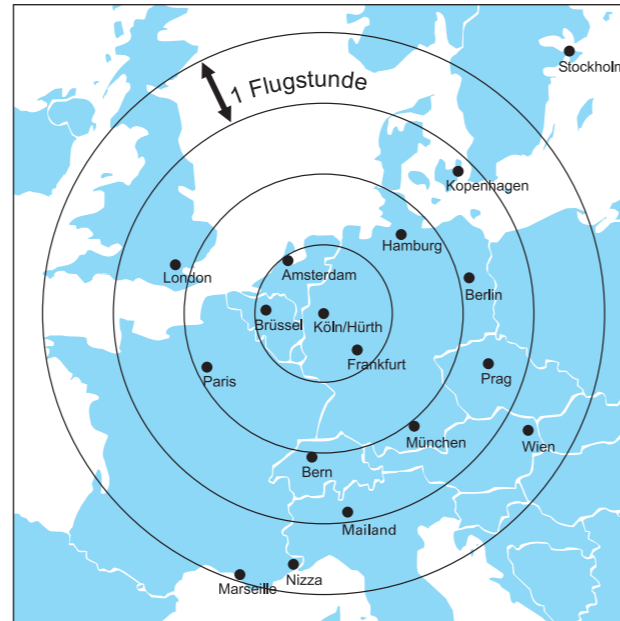 Stockholm
1 Flugstunde
Kopenhagen
Hamburg
London
Amsterdam
Berlin
Brüssel
Köln/Hürth
Frankfurt
Paris
Prag
München
Wien
Bern
Mailand
Nizza
Marseille